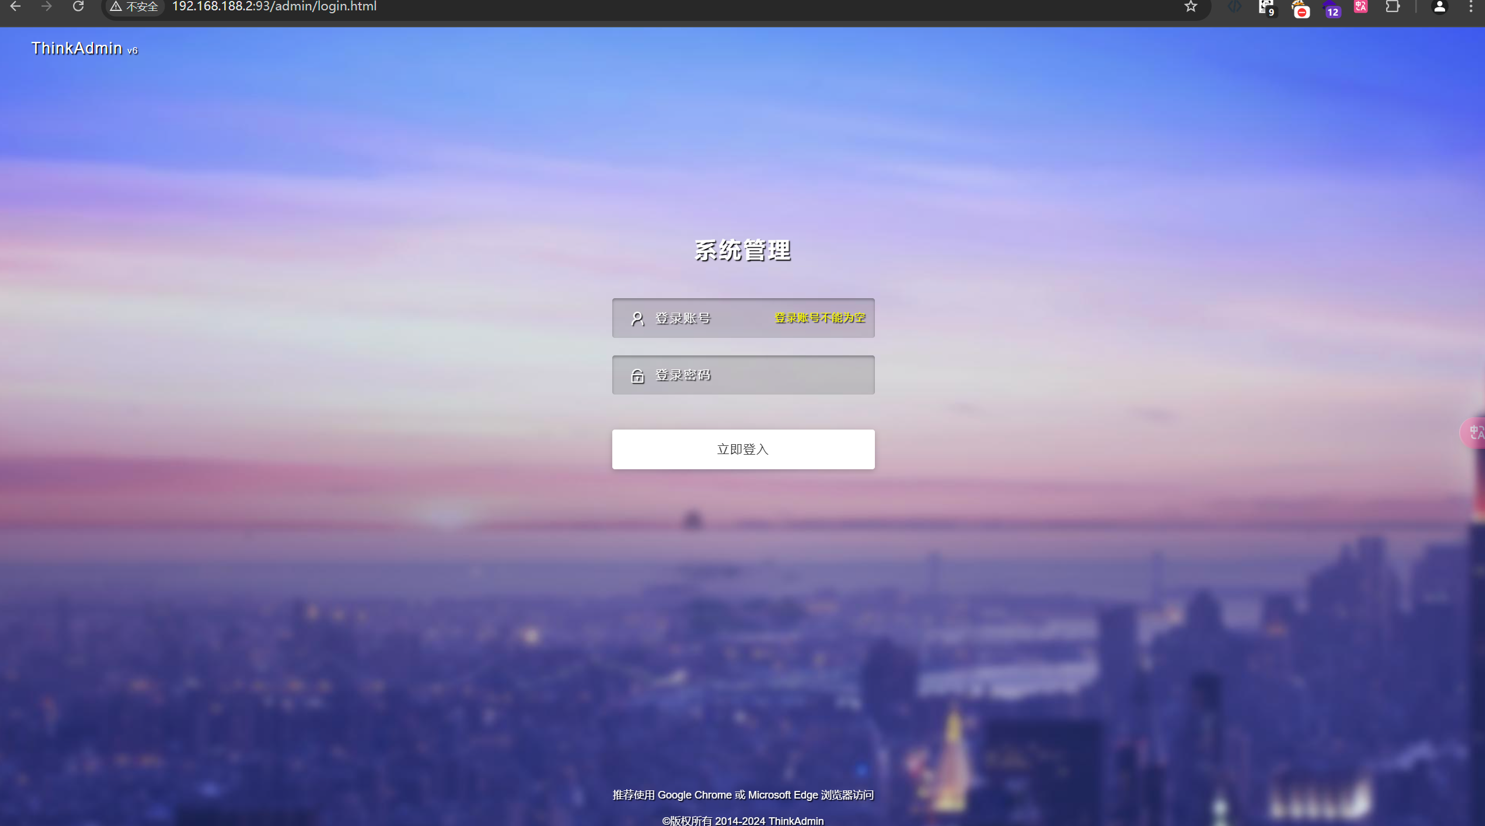 不安全 192.168.188.2:93/admin/login.html
9
12
ThinkAdmin v6
系统管理
登录账号 登录账号不能为空
登录密码
立即登入
推荐使用 Google Chrome 或 Microsoft Edge 浏览器访问
©版权所有 2014-2024 ThinkAdmin